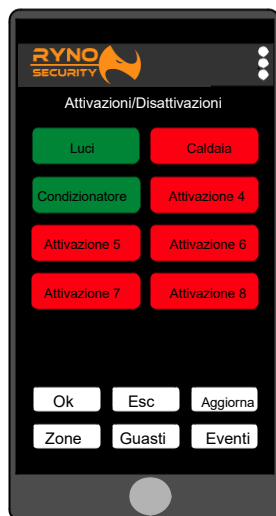 RYNO
SECURITY
Attivazioni/Disattivazioni
Luci Caldaia
Condizionatore Attivazione 4
Attivazione 5 Attivazione 6
Attivazione 7 Attivazione 8
Ok Esc Aggiorna
Zone Guasti Eventi